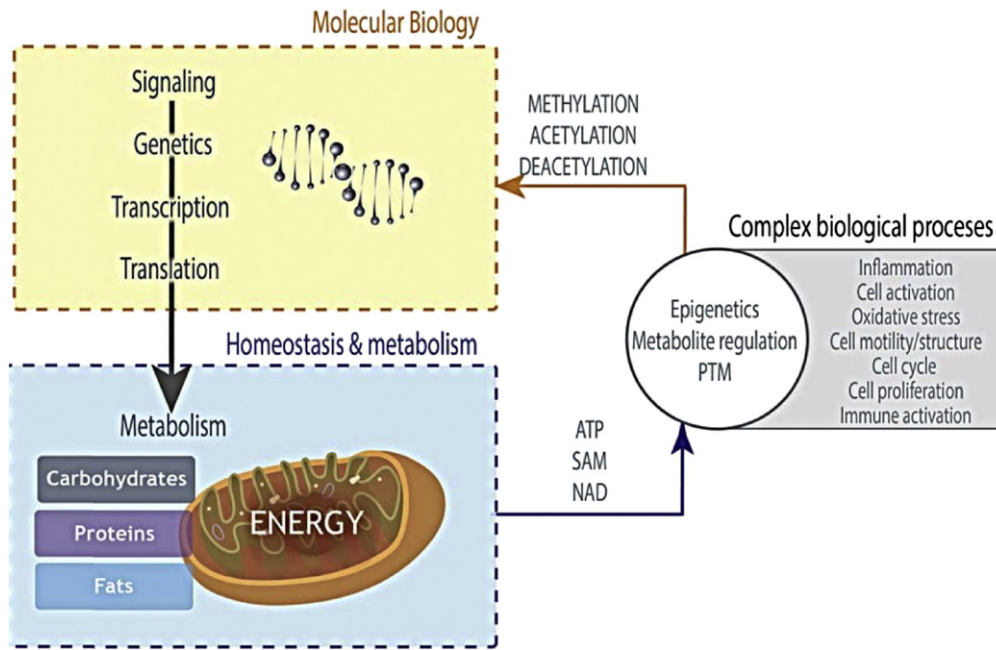 Molecular Biology
Signaling
Genetics
Transcription
Translation
METHYLATION
ACETYLATION
DEACETYLATION
Complex biological proceses
Inflammation
Cell activation
Oxidative stress
Cell motility/structure
Cell cycle
Cell proliferation
Immune activation
Epigenetics
Metabolite regulation
PTM
Homeostasis & metabolism
Metabolism
Carbohydrates
Proteins
Fats
ENERGY
ATP
SAM
NAD